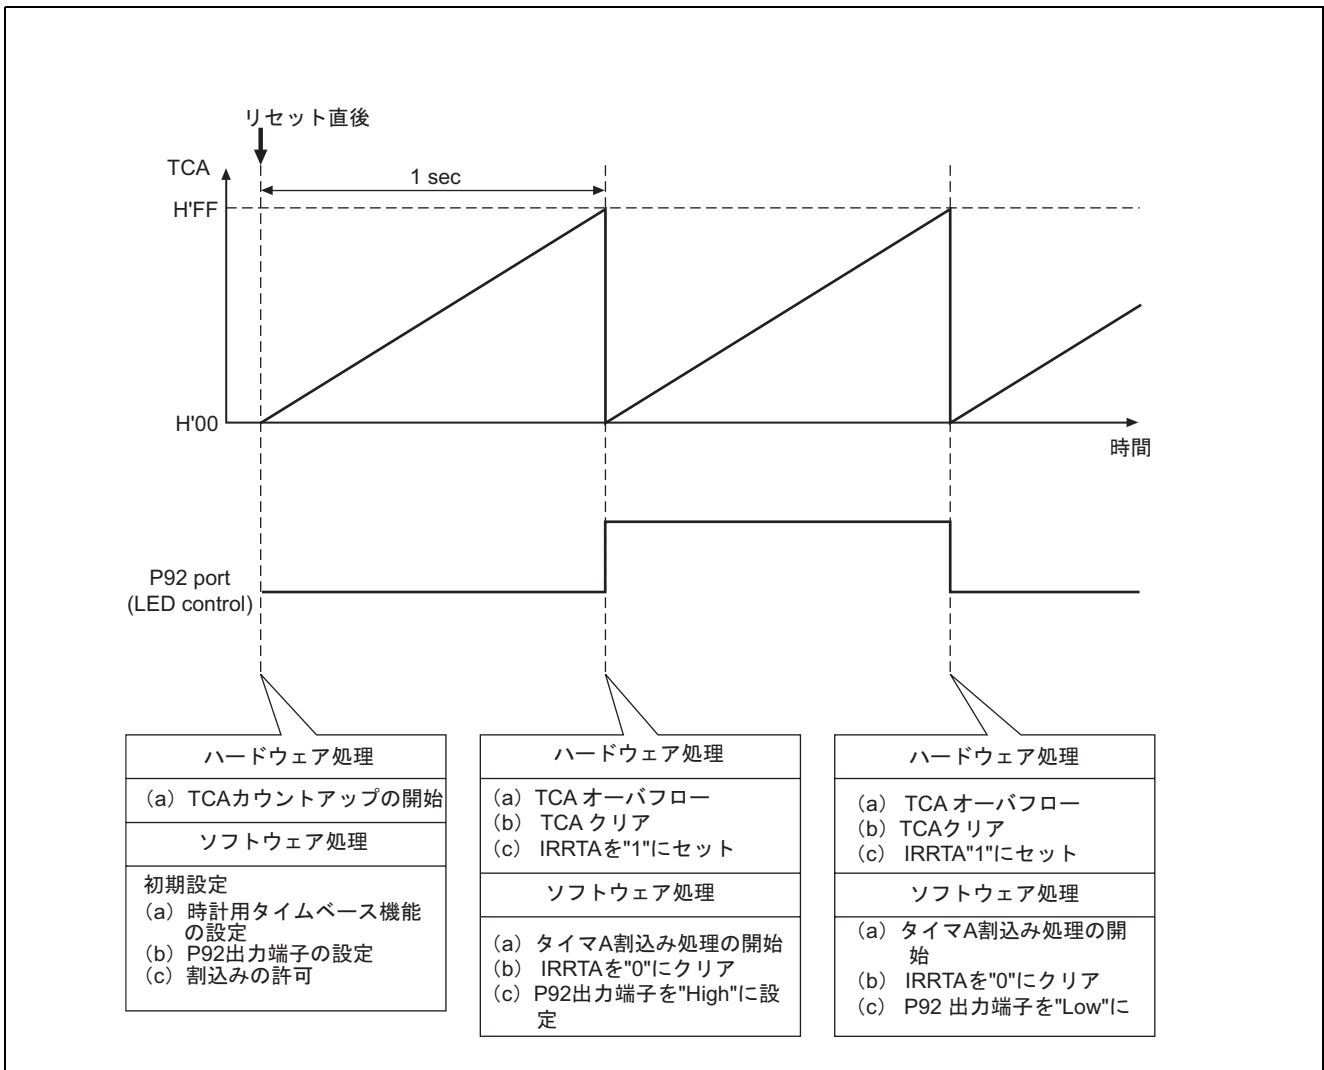 リセット直後
TCA
1 sec
H'FF
H'00
時間
P92 port
(LED control)
ハードウェア処理
（a）TCAカウントアップの開始
ソフトウェア処理
初期設定
（a）時計用タイムベース機能
の設定
（b）P92出力端子の設定
（c）割込みの許可
ハードウェア処理
（a）TCA オーバフロー
（b） TCA クリア
（c） IRRTAを"1"にセット
ソフトウェア処理
（a）タイマA割込み処理の開始
（b） IRRTAを"0"にクリア
（c）P92出力端子を"High"に設
定
ハードウェア処理
（a） TCA オーバフロー
（b）TCAクリア
（c） IRRTA"1"にセット
ソフトウェア処理
（a）タイマA割込み処理の開
始
（b） IRRTAを"0"にクリア
（c） P92 出力端子を"Low"に